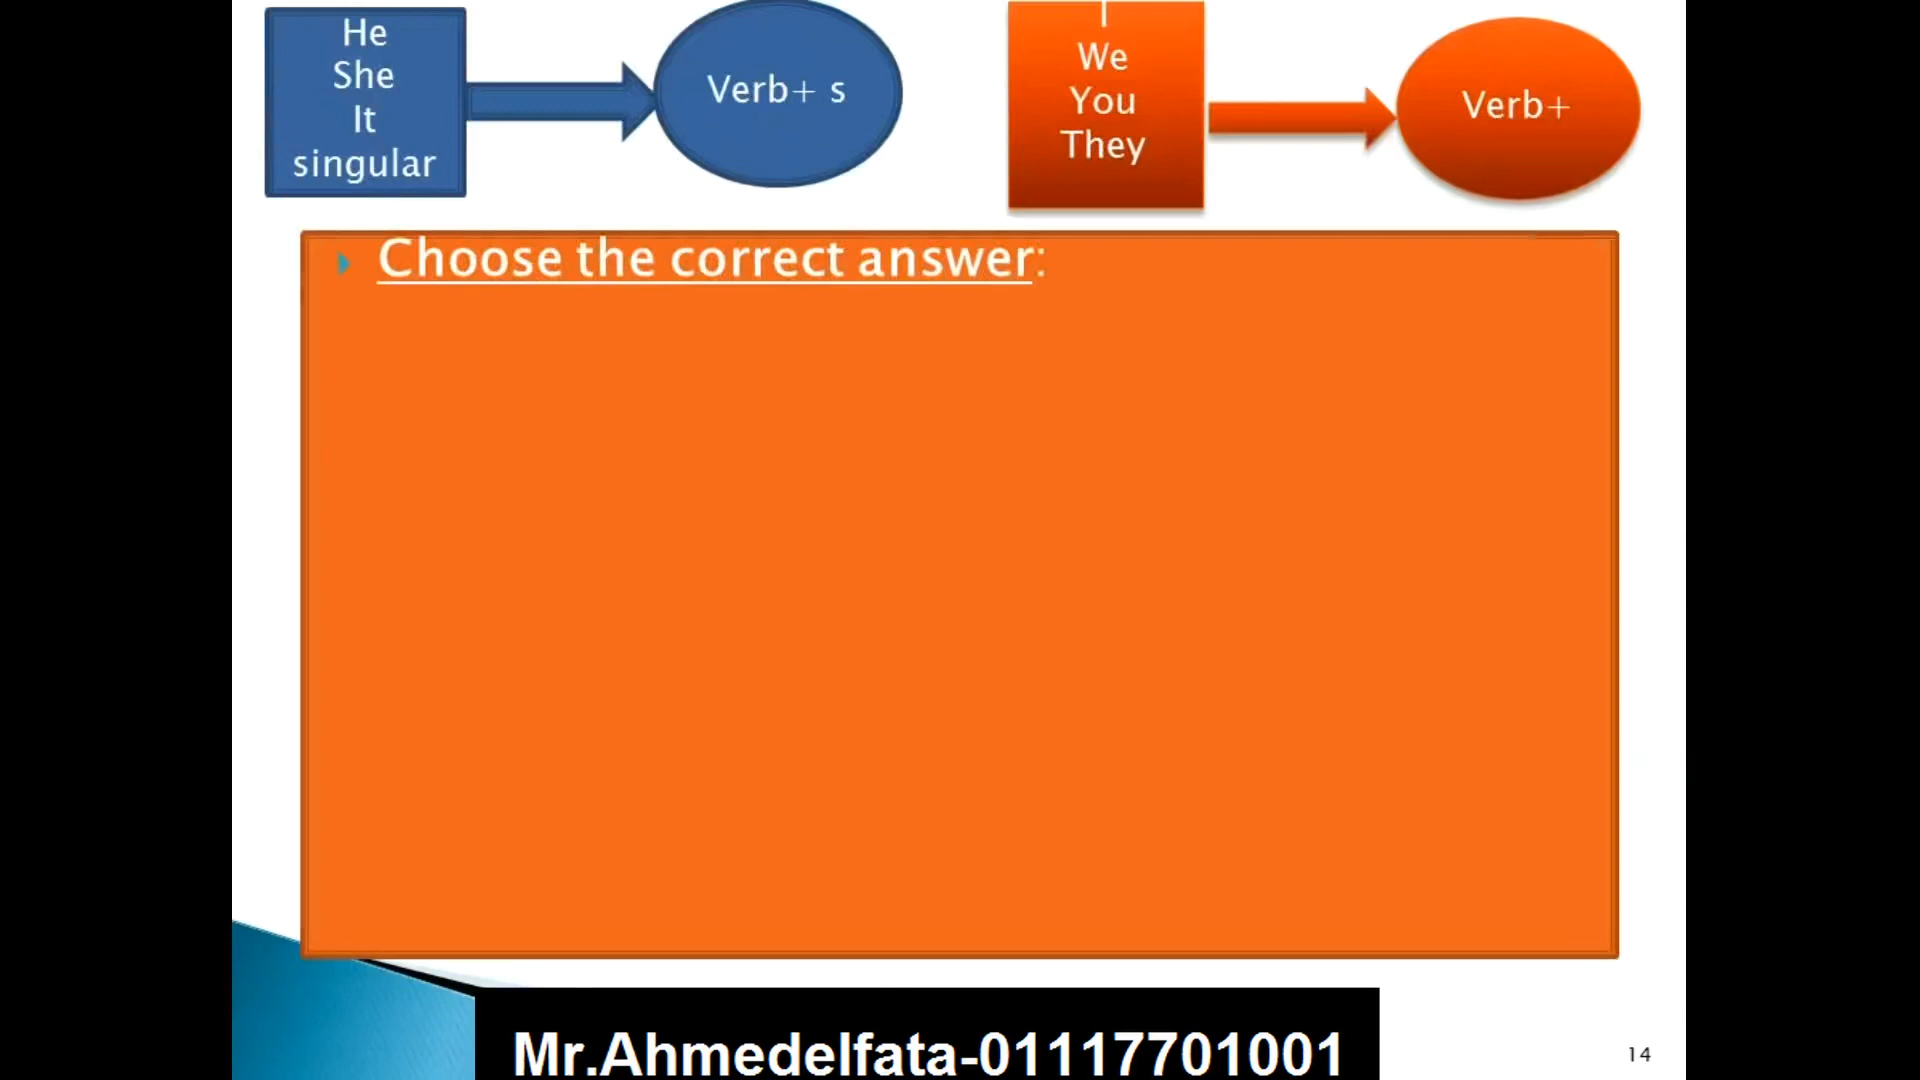 He
She
It
singular
Verb+ s
I
We
You
They
Verb+
Choose the correct answer:
Mr.Ahmedelfata-01117701001
14